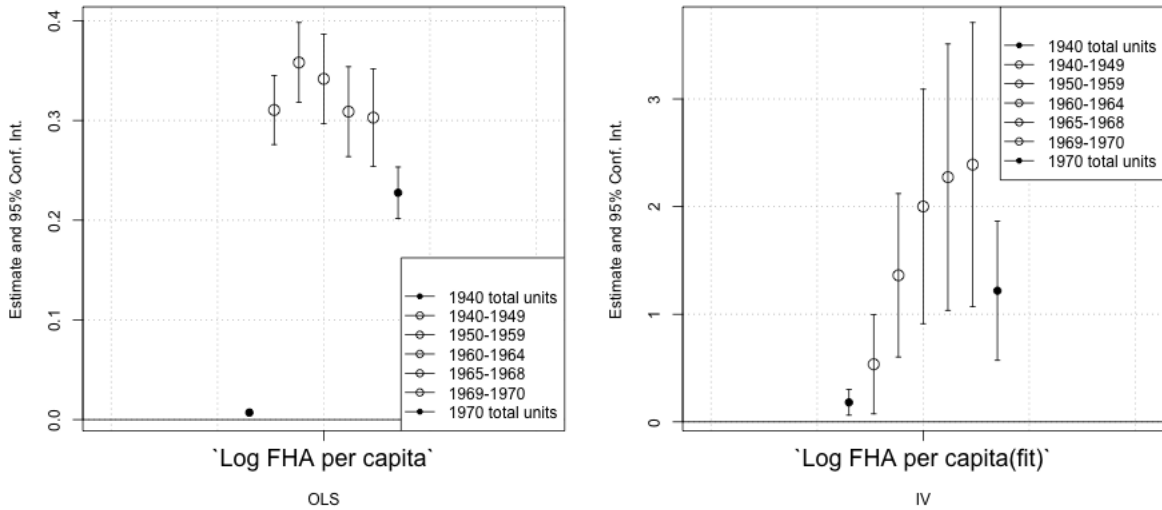 Estimate and 95% Conf. Int.
0.4
0.3
0.2
0.1
0.0
1940 total units
1940-1949
1950-1959
1960-1964
1965-1968
1969-1970
1970 total units
`Log FHA per capita`
OLS
Estimate and 95% Conf. Int.
3
2
1
0
1940 total units
1940-1949
1950-1959
1960-1964
1965-1968
1969-1970
1970 total units
`Log FHA per capita(fit)`
IV